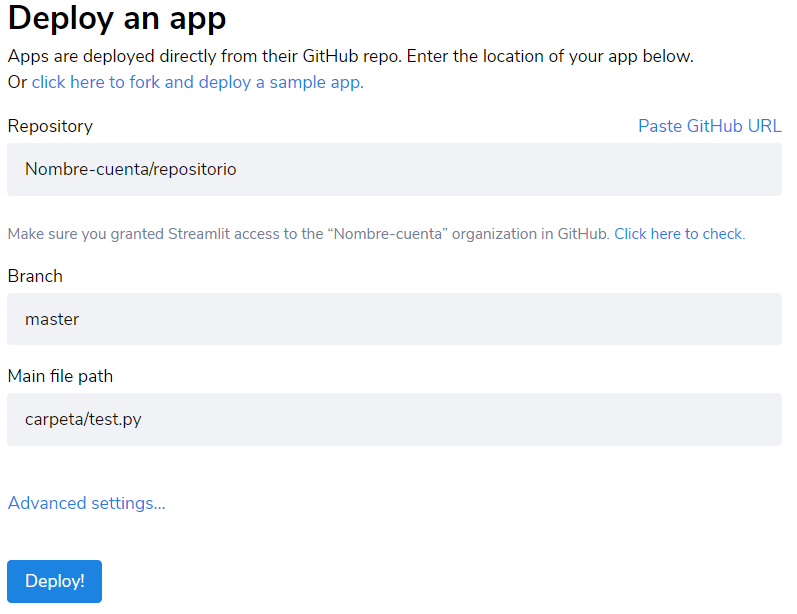 Deploy an app
Apps are deployed directly from their GitHub repo. Enter the location of your app below.
Or click here to fork and deploy a sample app.
Repository
Paste GitHub URL
Nombre-cuenta/repositorio
Make sure you granted Streamlit access to the “Nombre-cuenta” organization in GitHub. Click here to check.
Branch
master
Main file path
carpeta/test.py
Advanced settings...
Deploy!